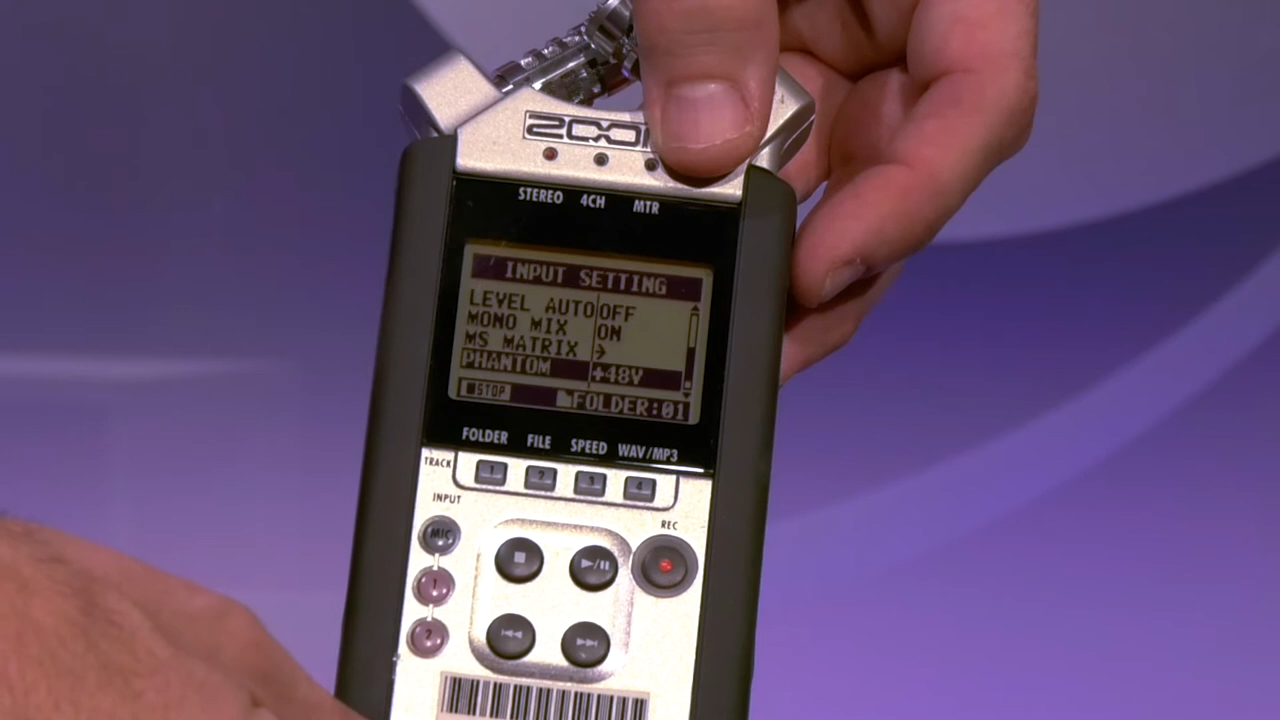 ZOOM
STEREO 4CH MTR
INPUT SETTING
LEVEL AUTO OFF
MONO MIX ON
MS MATRIX →
PHANTOM +48V
■STOP FOLDER:01
FOLDER FILE SPEED WAV/MP3
TRACK 1 2 3 4
INPUT
REC
MIC
1
2